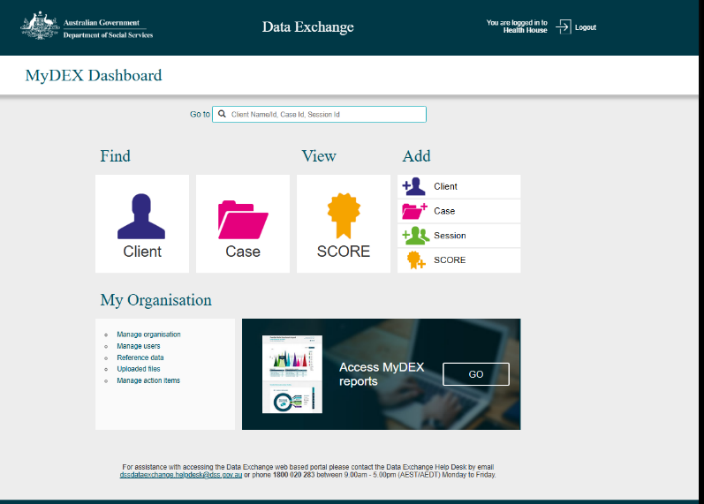 Australian Government
Department of Social Services
Data Exchange
You are logged in to
Health House
Logout
MyDEX Dashboard
Go to
Client Name/Id, Case Id, Session Id
Find
View
Add
Client
Case
SCORE
Client
Case
Session
SCORE
My Organisation
Manage organisation
Manage users
Reference data
Uploaded files
Manage action items
Access MyDEX
reports
GO
For assistance with accessing the Data Exchange web based portal please contact the Data Exchange Help Desk by email
dssdataexchange.helpdesk@dss.gov.au or phone 1800 020 283 between 9.00am - 5.00pm (AEST/AEDT) Monday to Friday.